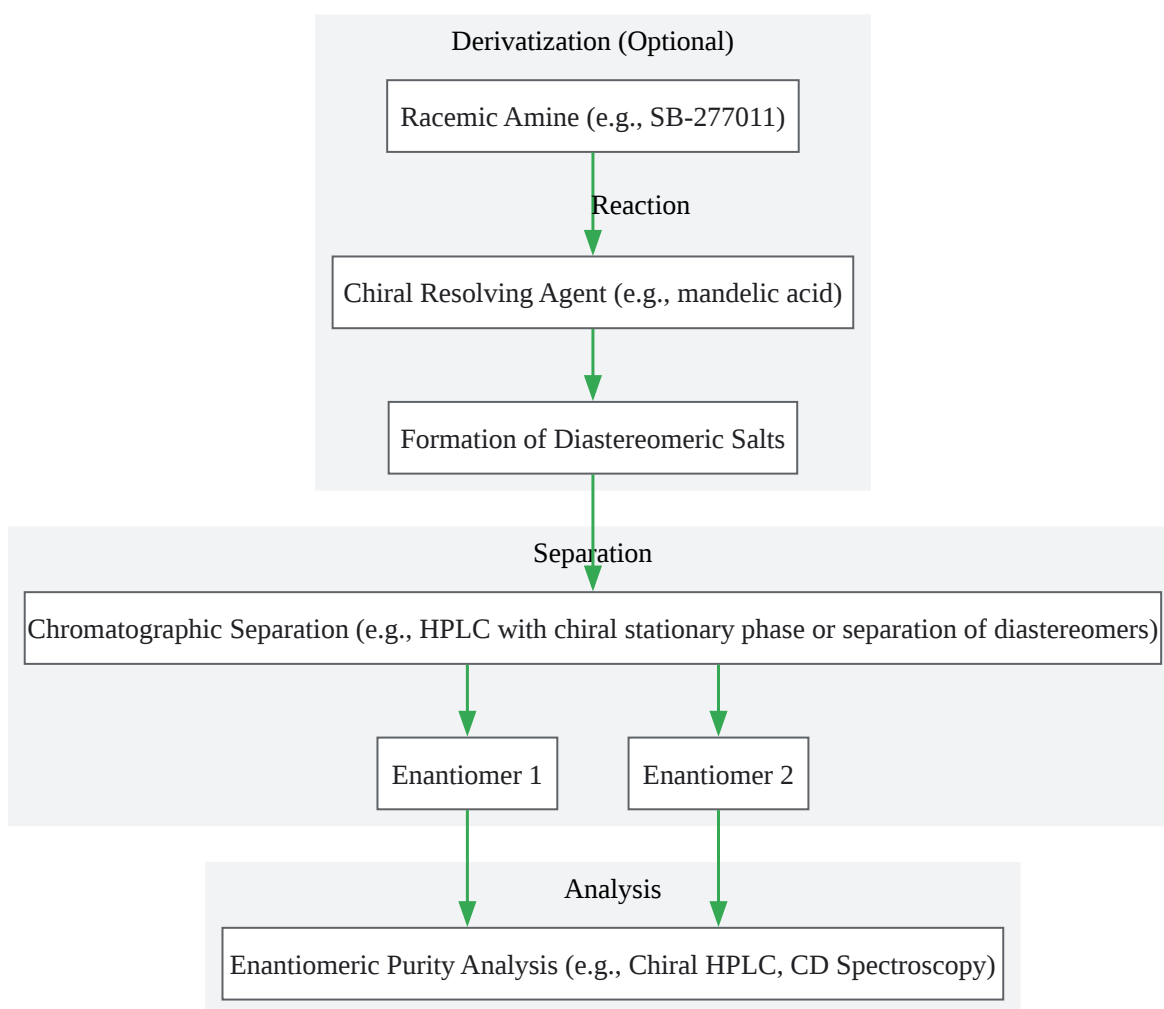 Derivatization (Optional)
Racemic Amine (e.g., SB-277011)
Reaction
Chiral Resolving Agent (e.g., mandelic acid)
Formation of Diastereomeric Salts
Separation
Chromatographic Separation (e.g., HPLC with chiral stationary phase or separation of diastereomers)
Enantiomer 1
Enantiomer 2
Analysis
Enantiomeric Purity Analysis (e.g., Chiral HPLC, CD Spectroscopy)